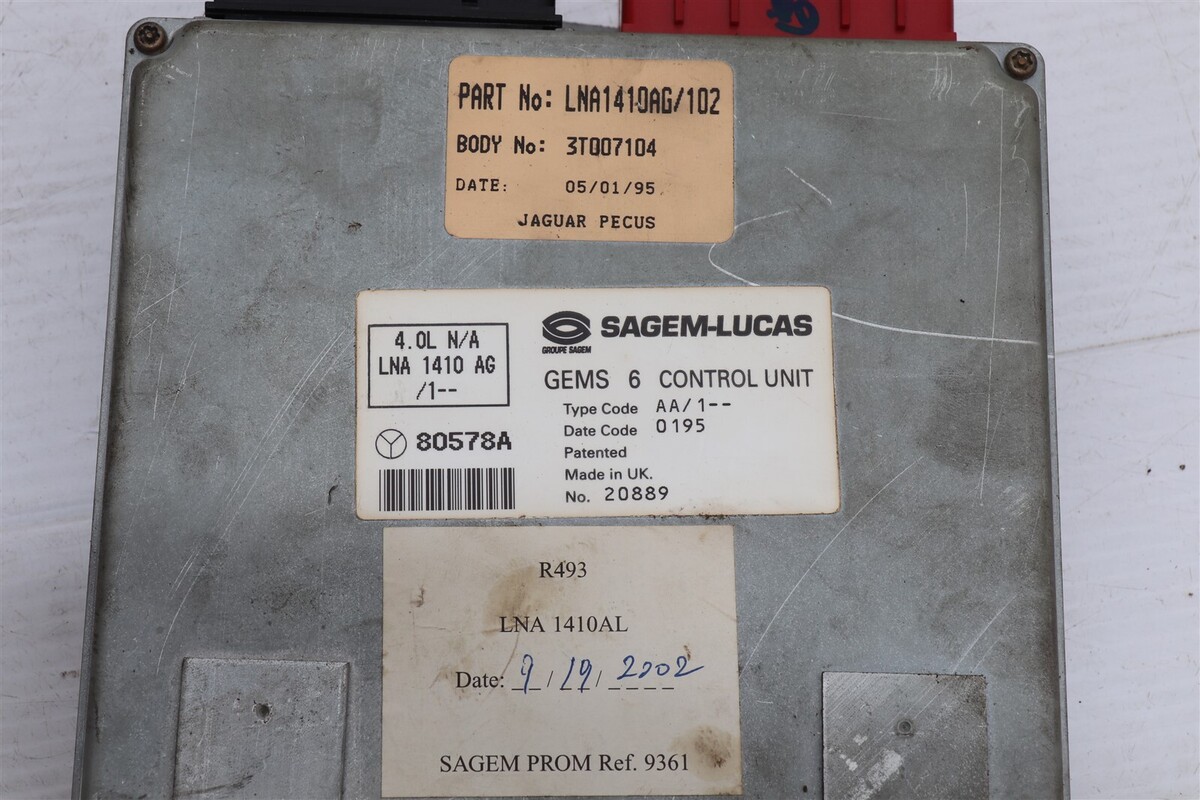 PART No: LNA1410AG/102
BODY No: 3T007104
DATE: 05/01/95
JAGUAR PECUS
4.0L N/A
LNA 1410 AG
/1--
80578A
GROUPE SAGEM
SAGEM-LUCAS
GEMS 6 CONTROL UNIT
Type Code AA/1--
Date Code 0195
Patented
Made in UK.
No. 20889
R493
LNA 1410AL
Date: 9/19/2002
SAGEM PROM Ref. 9361